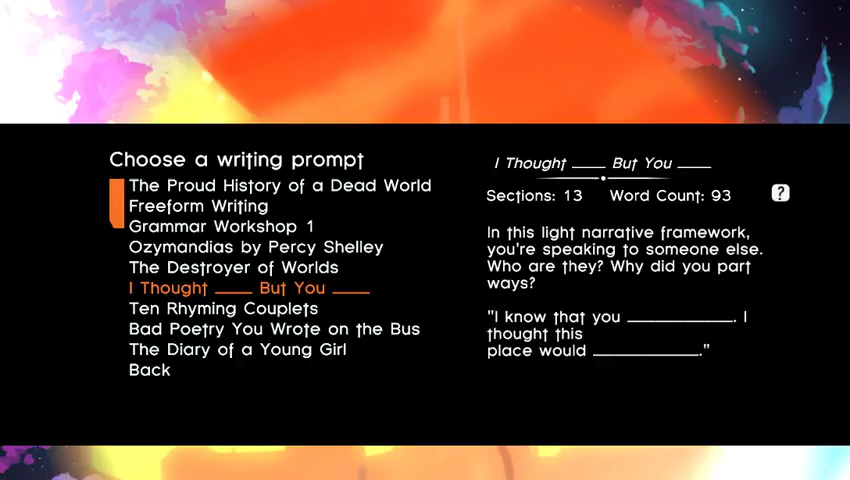 Choose a writing prompt
The Proud History of a Dead World
Freeform Writing
Grammar Workshop 1
Ozymandias by Percy Shelley
The Destroyer of Worlds
I Thought ____ But You ____
Ten Rhyming Couplets
Bad Poetry You Wrote on the Bus
The Diary of a Young Girl
Back
I Thought ____ But You ____
Sections: 13 Word Count: 93
?
In this light narrative framework,
you're speaking to someone else.
Who are they? Why did you part
ways?
"I know that you ____________. I
thought this
place would ____________."